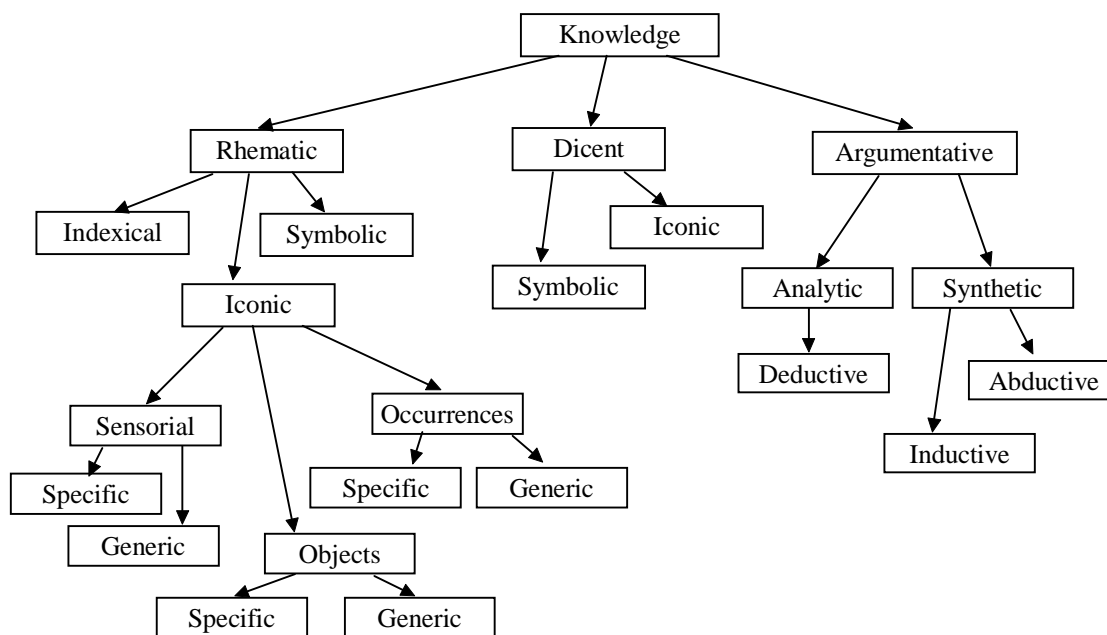 Knowledge
Rhematic
Dicent
Argumentative
Indexical
Symbolic
Iconic
Symbolic
Analytic
Synthetic
Iconic
Deductive
Abductive
Sensorial
Occurrences
Inductive
Specific
Specific
Generic
Generic
Objects
Specific
Generic